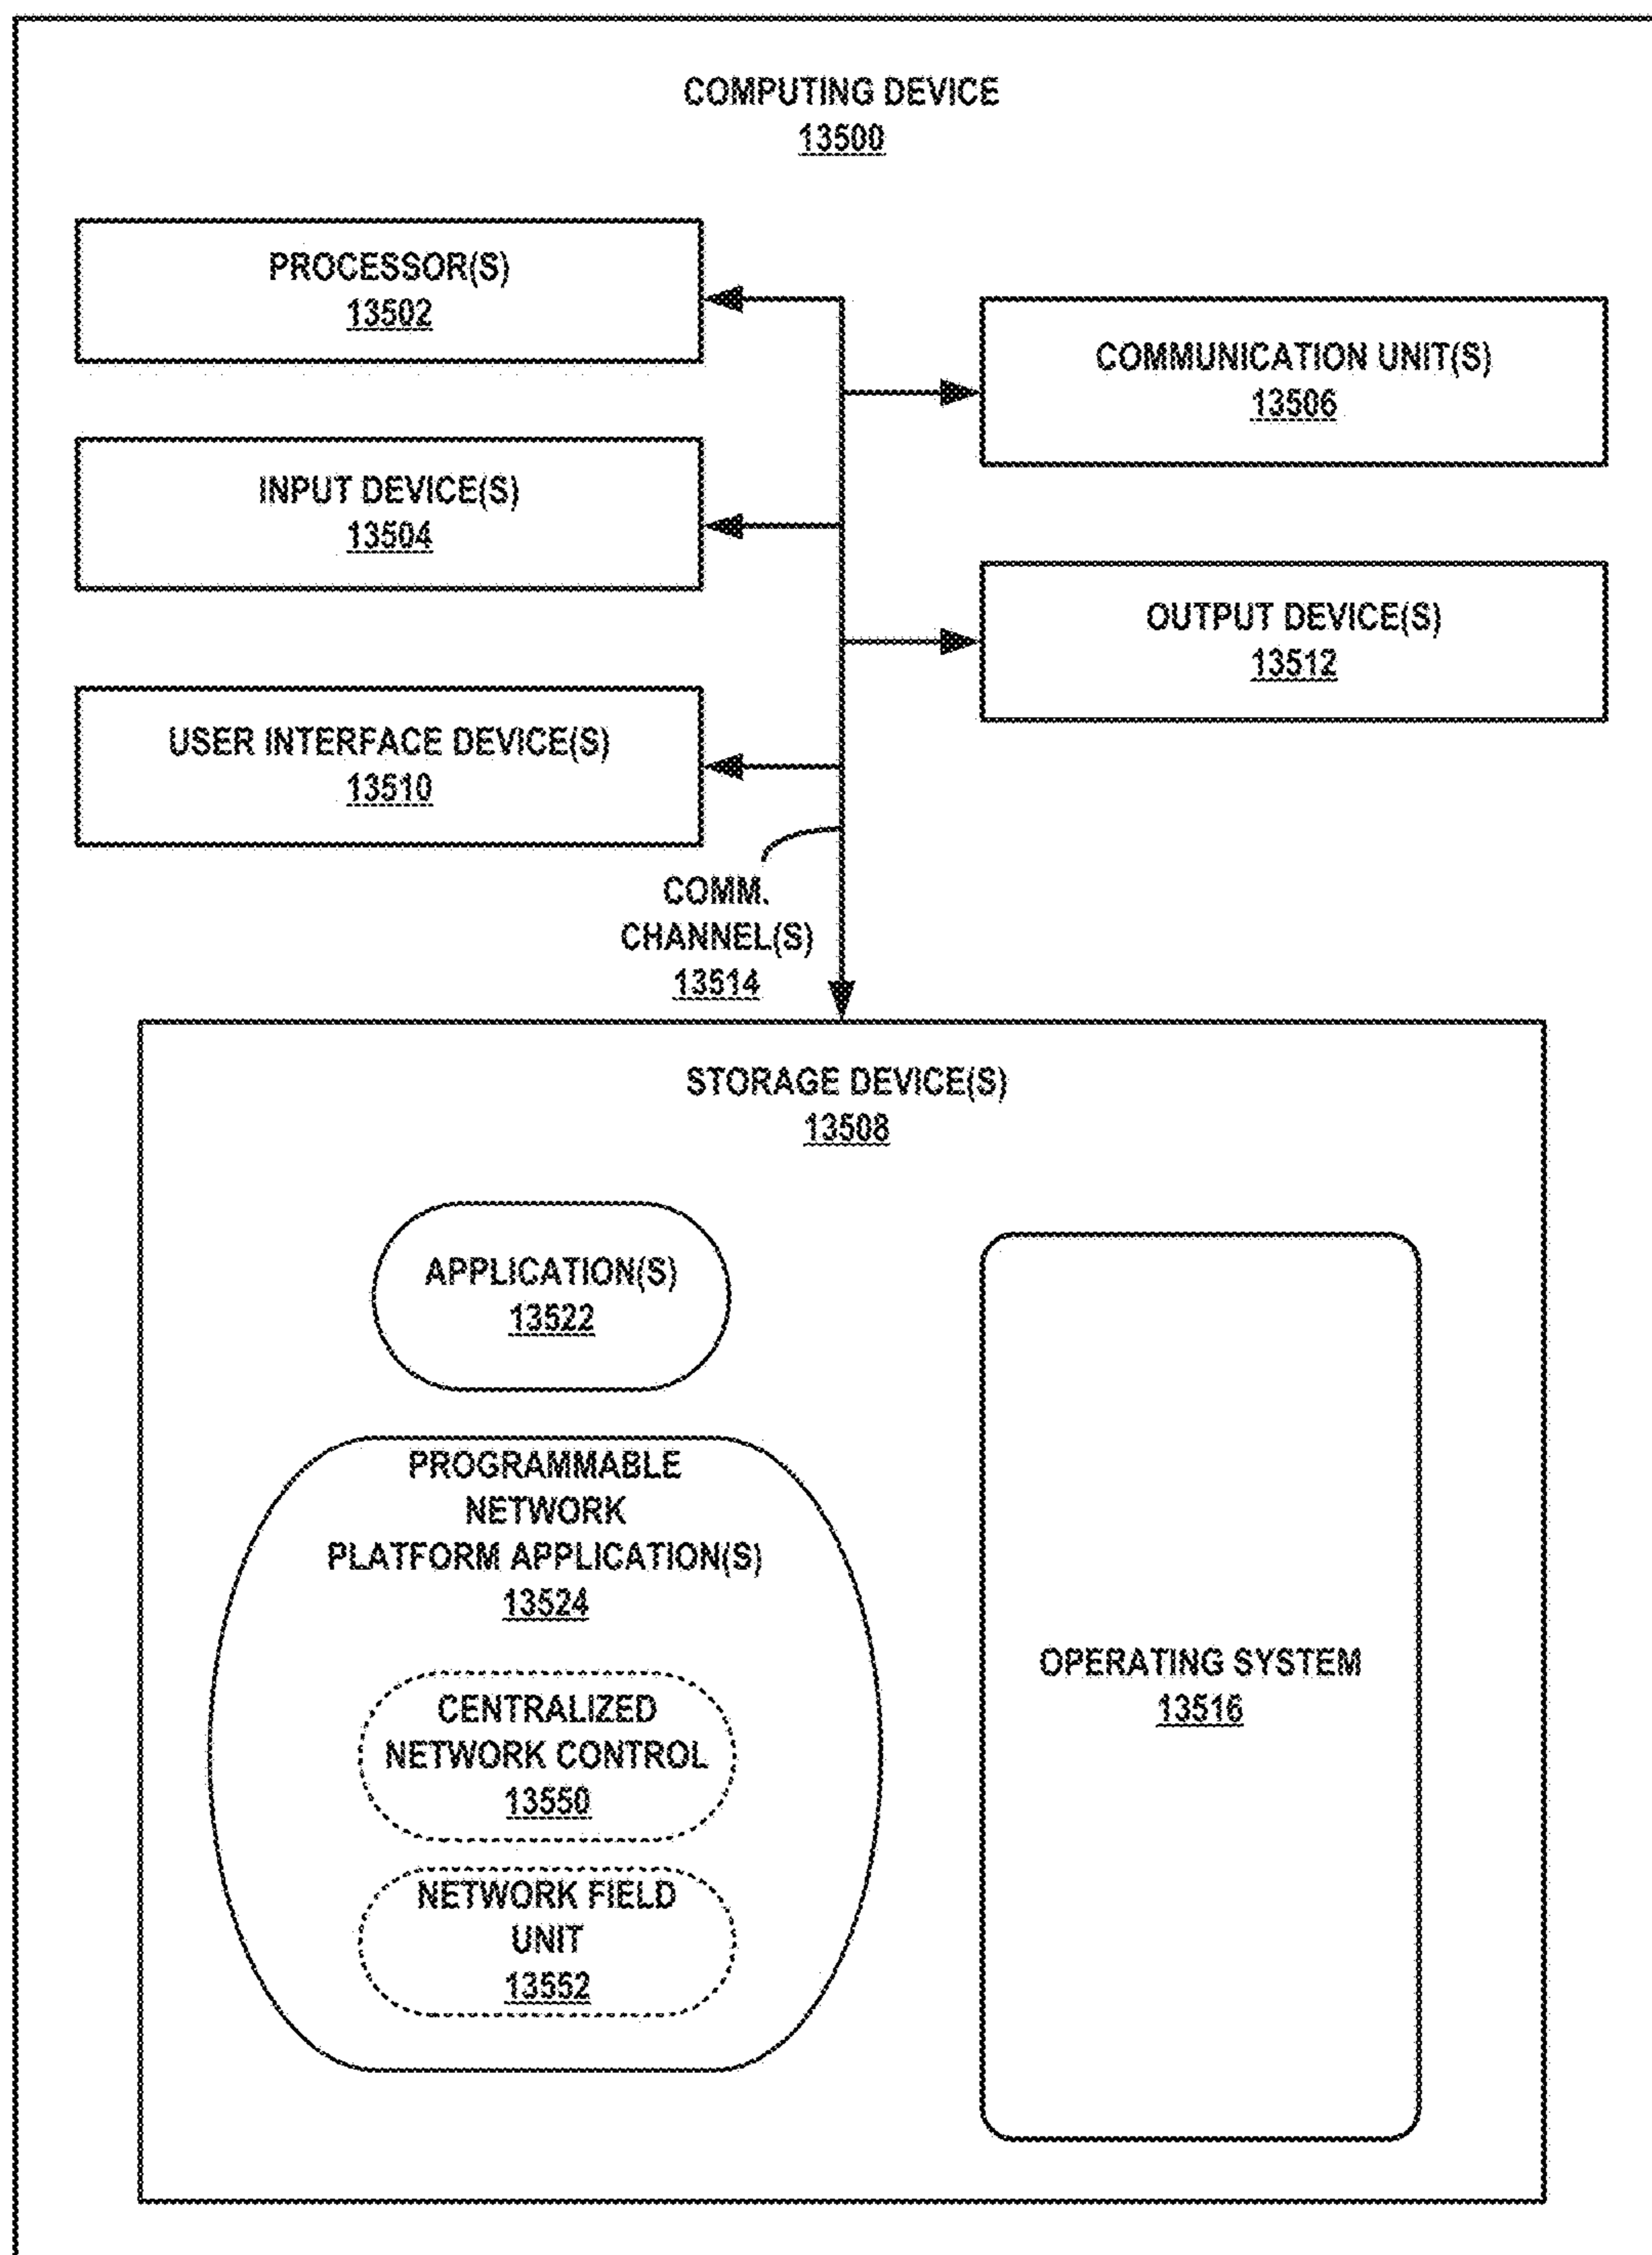 COMPUTING DEVICE
13500
PROCESSOR(S)
13502
COMMUNICATION UNIT(S)
13506
INPUT DEVICE(S)
13504
OUTPUT DEVICE(S)
13512
USER INTERFACE DEVICE(S)
13510
COMM.
CHANNEL(S)
13514
STORAGE DEVICE(S)
13508
APPLICATION(S)
13522
PROGRAMMABLE
NETWORK
PLATFORM APPLICATION(S)
13524
CENTRALIZED
NETWORK CONTROL
13550
NETWORK FIELD
UNIT
13552
OPERATING SYSTEM
13516